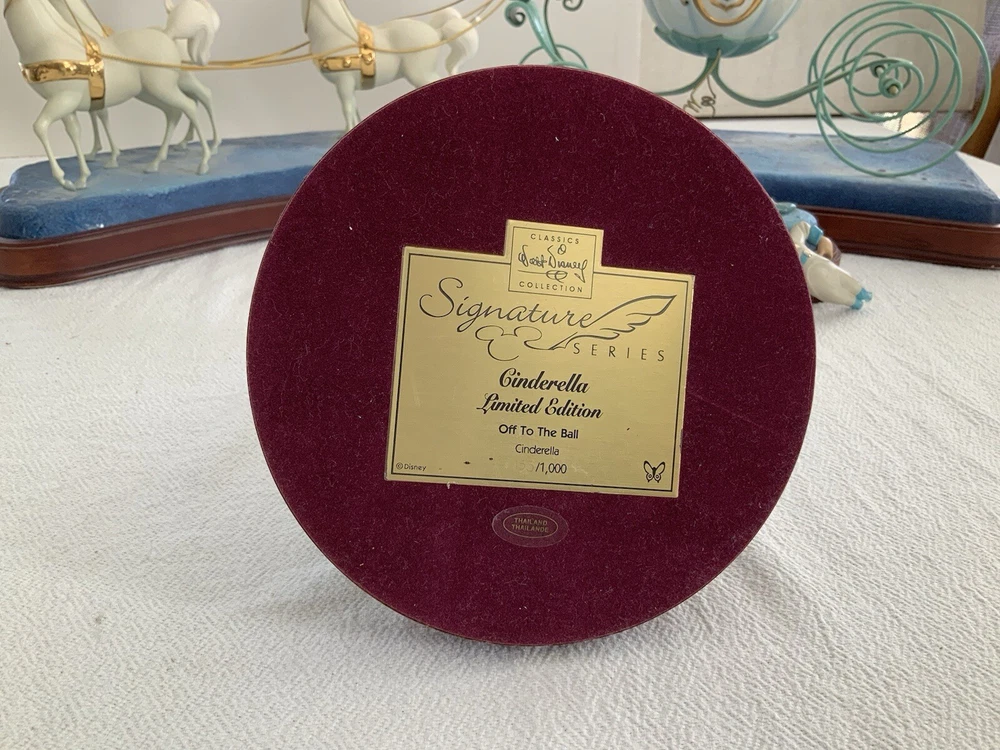 CLASSICS
Walt Disney
COLLECTION
Signature
SERIES
Cinderella
Limited Edition
Off To The Ball
Cinderella
/1,000
© Disney
THAILAND
THAILANDE